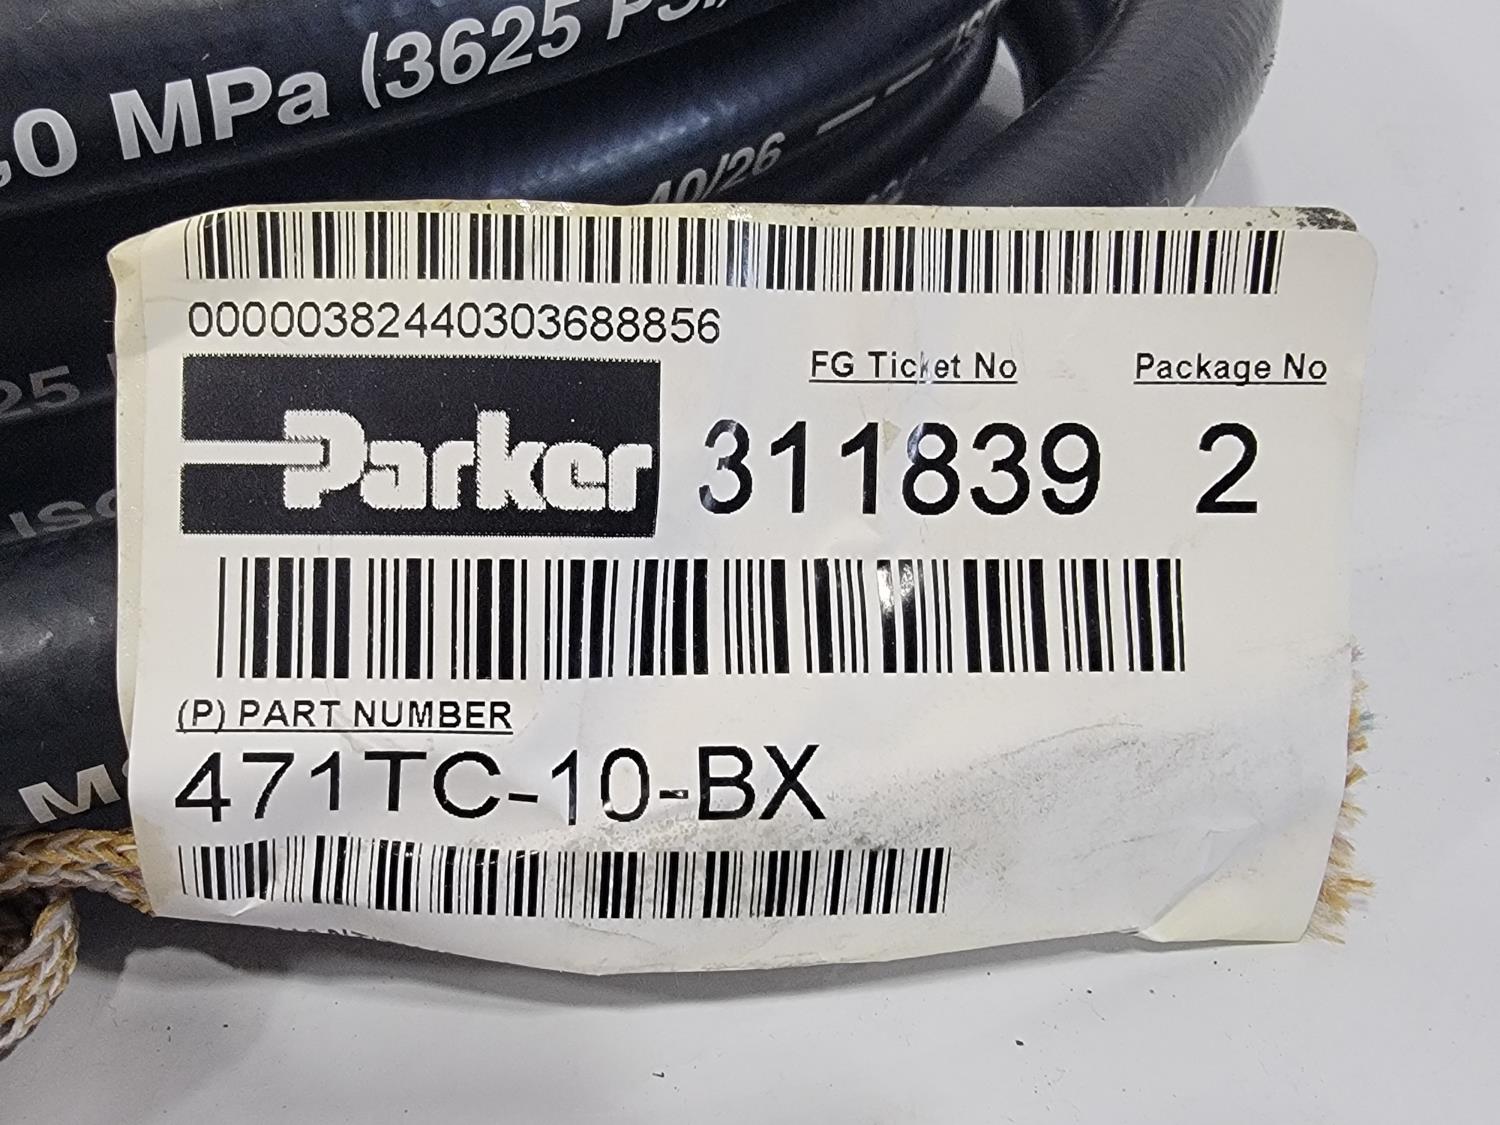 .0 MPa (3625 PSI,
40/26
00000382440303688856
FG Ticket No Package No
Parker 311839 2
25
ISO
(P) PART NUMBER
471TC-10-BX